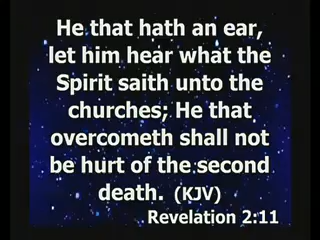 He that hath an ear,
let him hear what the
Spirit saith unto the
churches; He that
overcometh shall not
be hurt of the second
death. (KJV)
Revelation 2:11